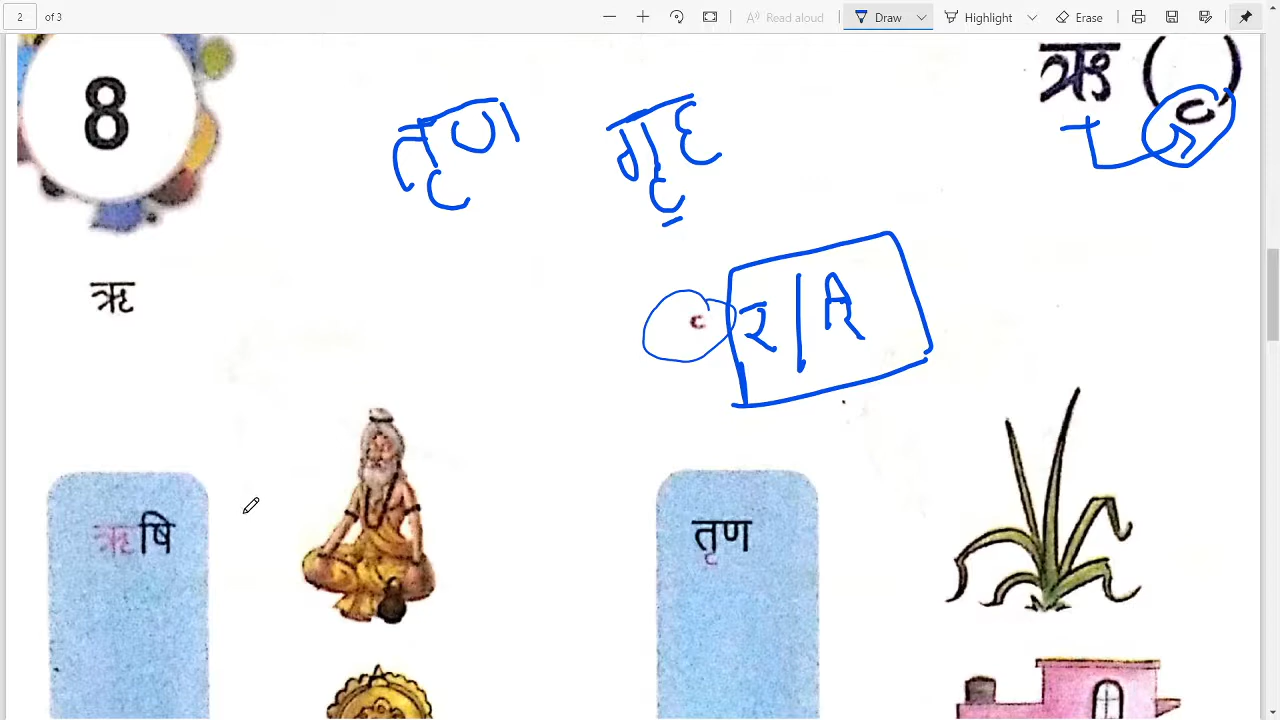 2 of 3 Read aloud Draw Highlight Erase
8
ऋ ( ृ
तृण गृह
ऋ ृ र | R
ऋषि तृण